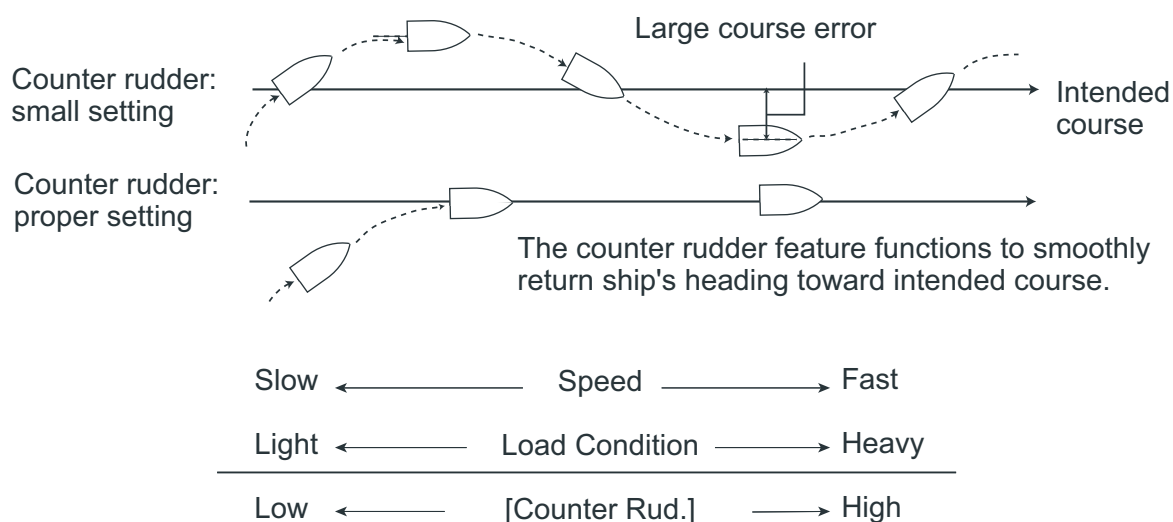 Large course error
Counter rudder:
small setting
Intended
course
Counter rudder:
proper setting
The counter rudder feature functions to smoothly
return ship's heading toward intended course.
Slow Speed Fast
Light Load Condition Heavy
Low [Counter Rud.] High